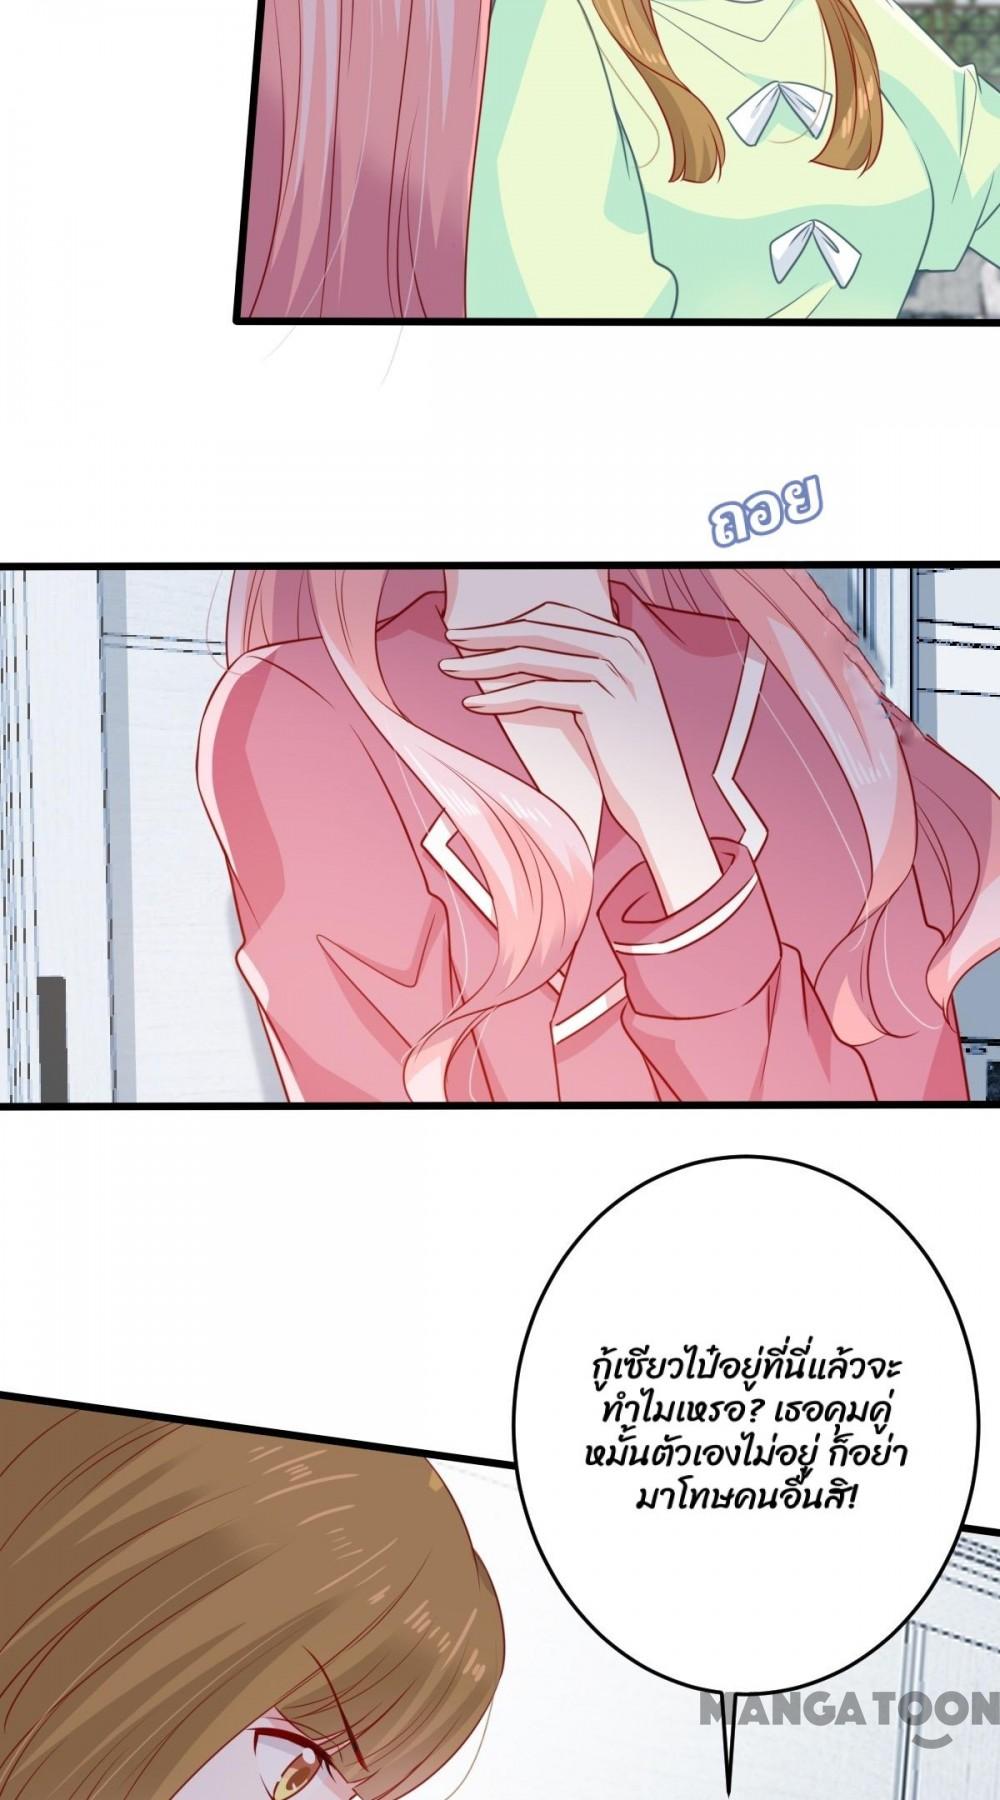 ถอย
กู้เซียวไป๋อยู่ที่นี่แล้วจะ
ทำไมเหรอ? เธอคุมคู่
หมั้นตัวเองไม่อยู่ ก็อย่า
มาโทษคนอื่นสิ!
MANGATOON